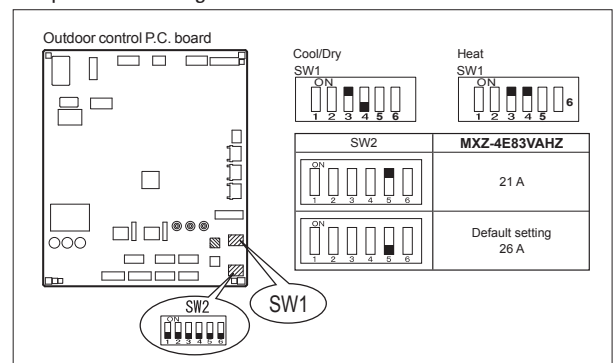 Outdoor control P.C. board
Cool/Dry
SW1
ON
1 2 3 4 5 6
Heat
SW1
ON
1 2 3 4 5 6
SW2 MXZ-4E83VAHZ
ON
1 2 3 4 5 6
21 A
ON
1 2 3 4 5 6
Default setting
26 A
SW2
ON
1 2 3 4 5 6
SW1